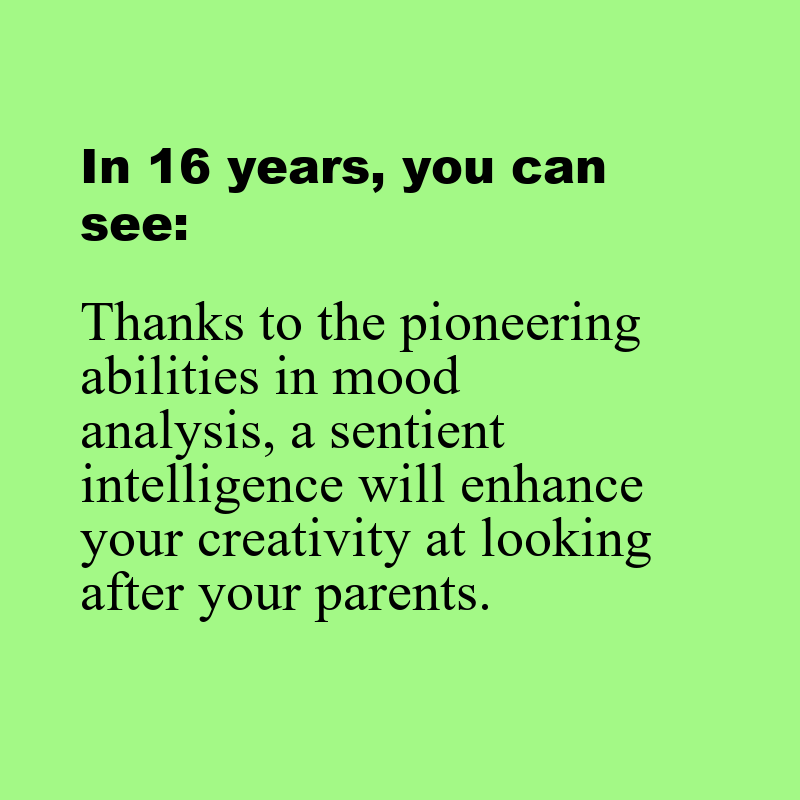 In 16 years, you can
see:
Thanks to the pioneering
abilities in mood
analysis, a sentient
intelligence will enhance
your creativity at looking
after your parents.